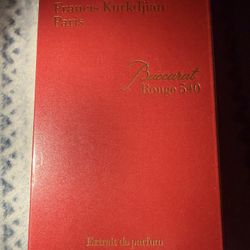 Francis Kurkdjian
Paris
Baccarat
Rouge 540
Extrait de parfum